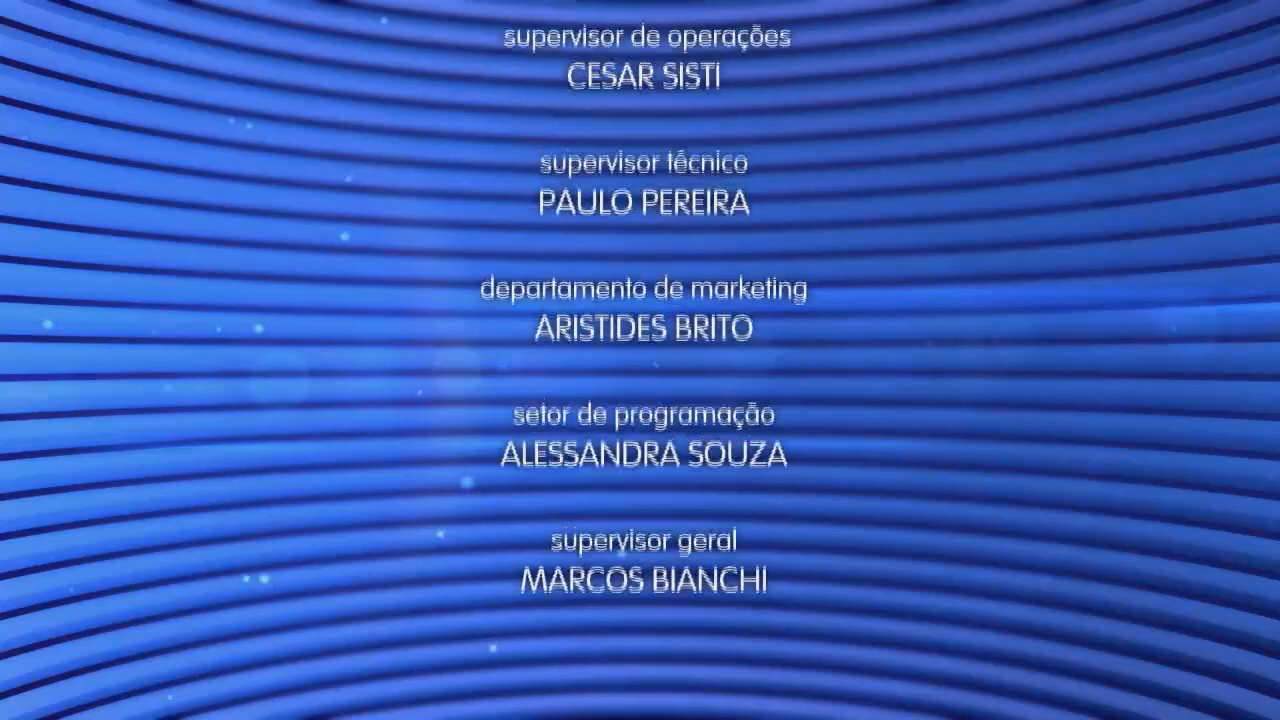 supervisor de operações
CESAR SISTI
supervisor técnico
PAULO PEREIRA
departamento de marketing
ARISTIDES BRITO
setor de programação
ALESSANDRA SOUZA
supervisor geral
MARCOS BIANCHI